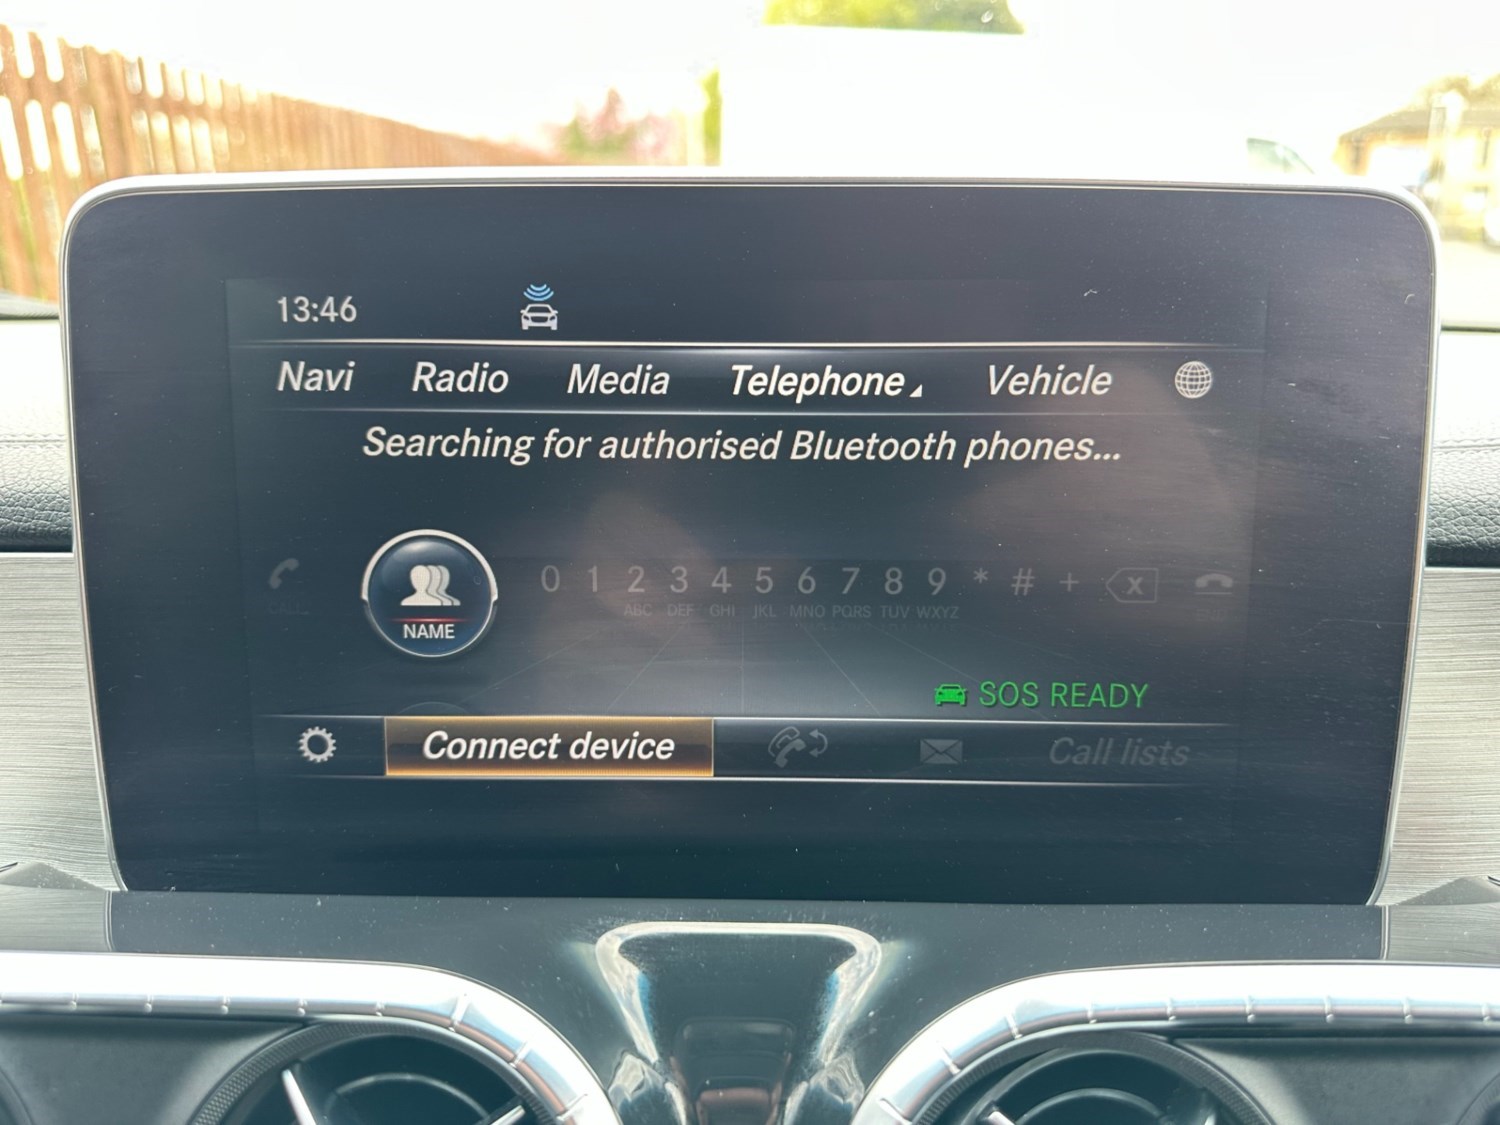 13:46
Navi Radio Media Telephone Vehicle
Searching for authorised Bluetooth phones...
NAME
0 1 2 3 4 5 6 7 8 9 * # +
ABC DEF GHI JKL MNO PQRS TUV WXYZ
SOS READY
Connect device
Call lists